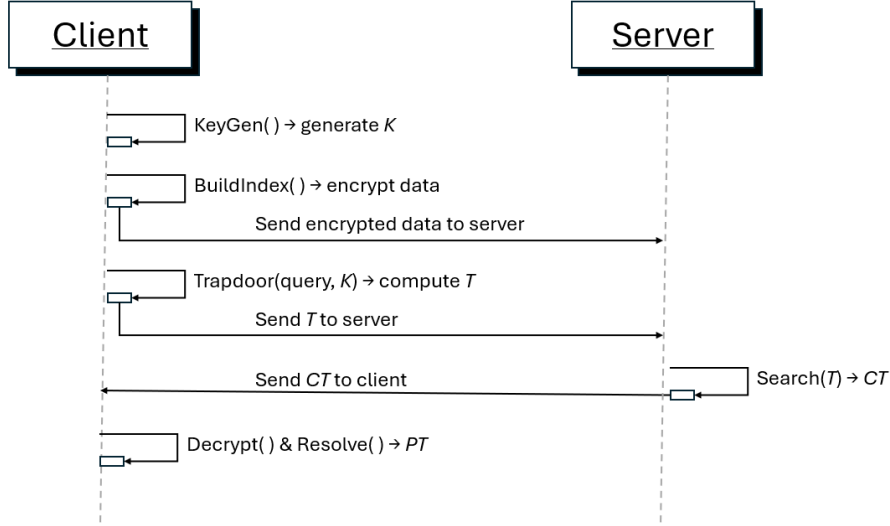 Client
Server
KeyGen( ) → generate K
BuildIndex( ) → encrypt data
Send encrypted data to server
Trapdoor(query, K) → compute T
Send T to server
Search(T) → CT
Send CT to client
Decrypt( ) & Resolve( ) → PT